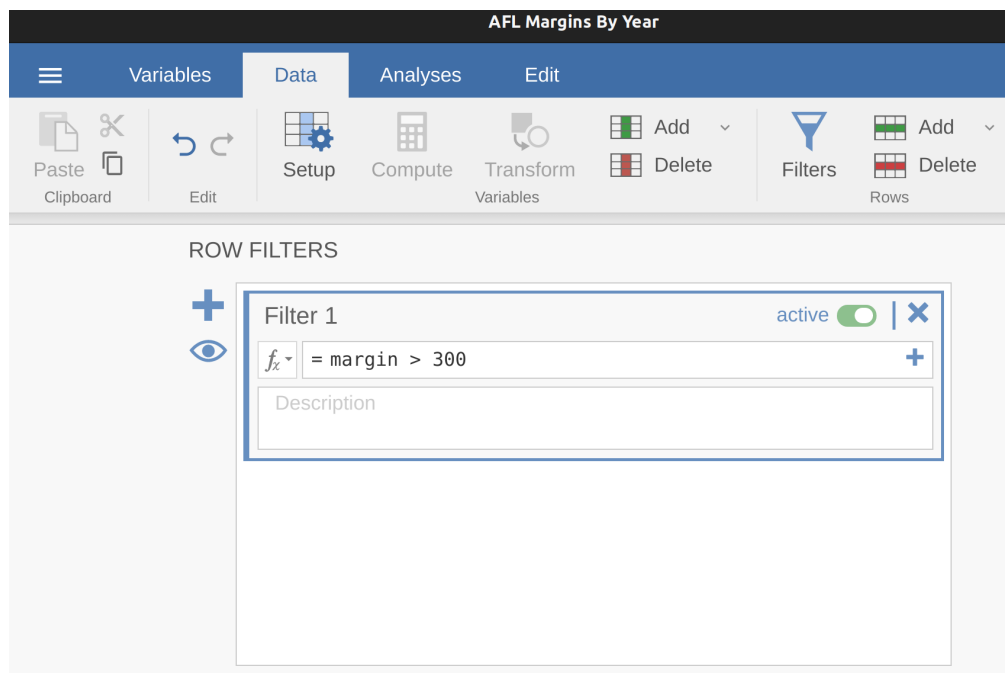 AFL Margins By Year
Variables Data Analyses Edit
Paste
Clipboard
Edit
Setup Compute Transform
Add
Delete
Variables
Filters
Add
Delete
Rows
ROW FILTERS
Filter 1 active
fx = margin > 300
Description